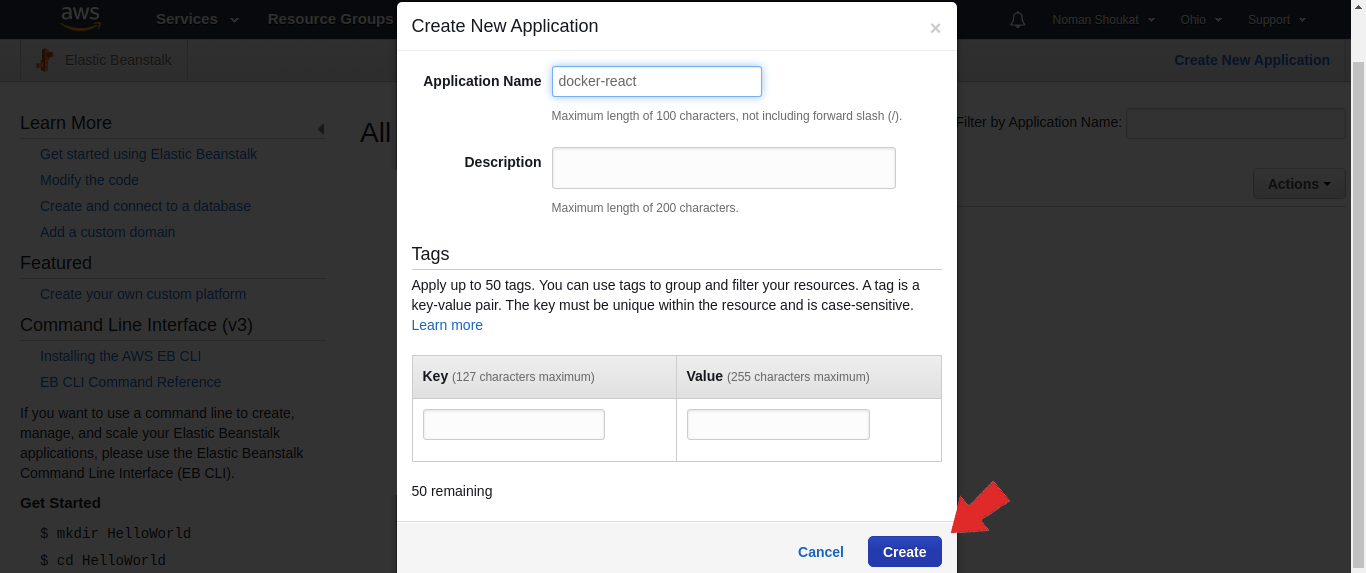 aws
Services
Resource Groups
Noman Shoukat
Ohio
Support
Elastic Beanstalk
Create New Application
Learn More
Get started using Elastic Beanstalk
Modify the code
Create and connect to a database
Add a custom domain
Featured
Create your own custom platform
Command Line Interface (v3)
Installing the AWS EB CLI
EB CLI Command Reference
If you want to use a command line to create,
manage, and scale your Elastic Beanstalk
applications, please use the Elastic Beanstalk
Command Line Interface (EB CLI).
Get Started
$ mkdir HelloWorld
$ cd HelloWorld
All
Filter by Application Name:
Actions
Create New Application
×
Application Name
docker-react
Maximum length of 100 characters, not including forward slash (/).
Description
Maximum length of 200 characters.
Tags
Apply up to 50 tags. You can use tags to group and filter your resources. A tag is a
key-value pair. The key must be unique within the resource and is case-sensitive.
Learn more
Key (127 characters maximum)
Value (255 characters maximum)
50 remaining
Cancel
Create